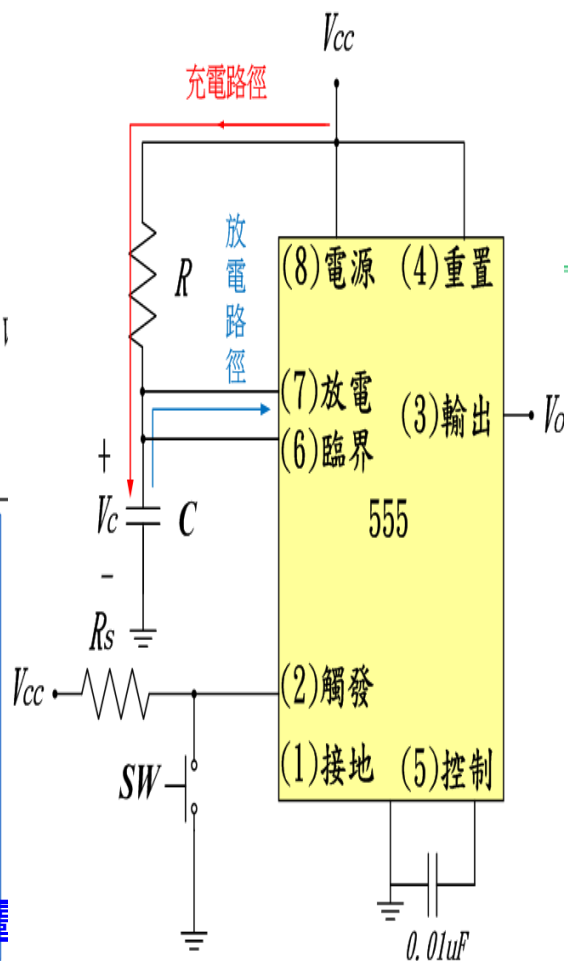 Vcc
充電路徑
放電路徑
R
(8)電源 (4)重置
(7)放電
(3)輸出
Vo
(6)臨界
+
Vc
C
555
-
Rs
Vcc
(2)觸發
SW
(1)接地 (5)控制
0.01uF